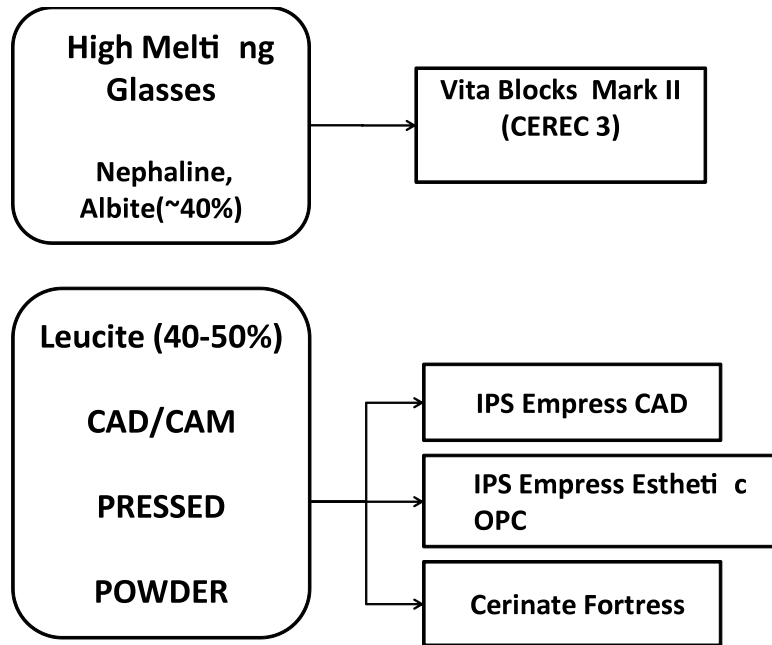 High Melti ng
Glasses
Nephaline,
Albite(~40%)
Vita Blocks Mark II
(CEREC 3)
Leucite (40-50%)
CAD/CAM
PRESSED
POWDER
IPS Empress CAD
IPS Empress Estheti c
OPC
Cerinate Fortress